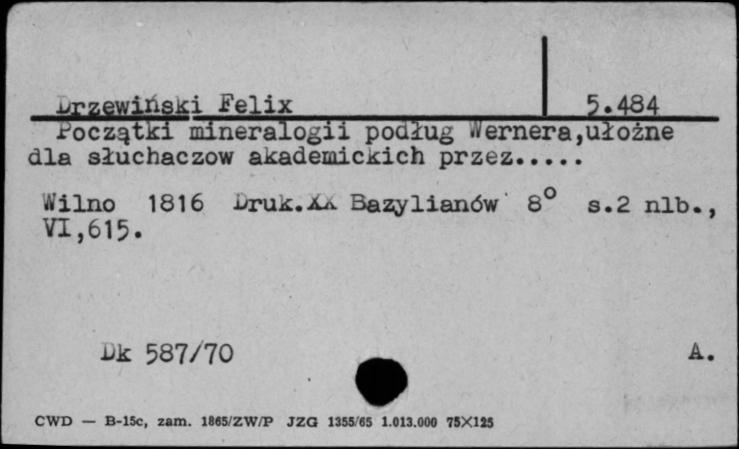 Drzewiński Felix 5.484
Początki mineralogii podług Wernera,ułożne
dla słuchaczow akademickich przez.....
Wilno 1816 Druk.XX Bazylianów 8° s.2 nlb.,
VI,615.
Dk 587/70 A.
CWD — B-15c, zam. 1865/ZW/P JZG 1355/65 1.013.000 75X125